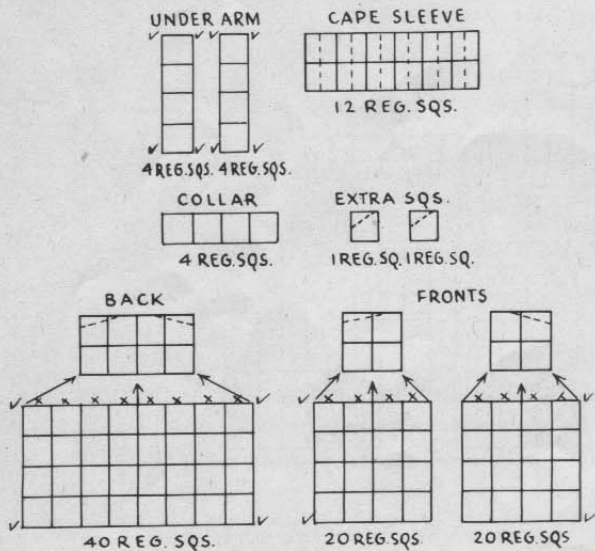 UNDER ARM
CAPE SLEEVE
12 REG. SQS.
4 REG. SQS. 4 REG. SQS.
COLLAR
EXTRA SQS.
4 REG. SQS.
1 REG. SQ. 1 REG. SQ.
BACK
FRONTS
40 REG. SQS.
20 REG. SQS.
20 REG. SQS